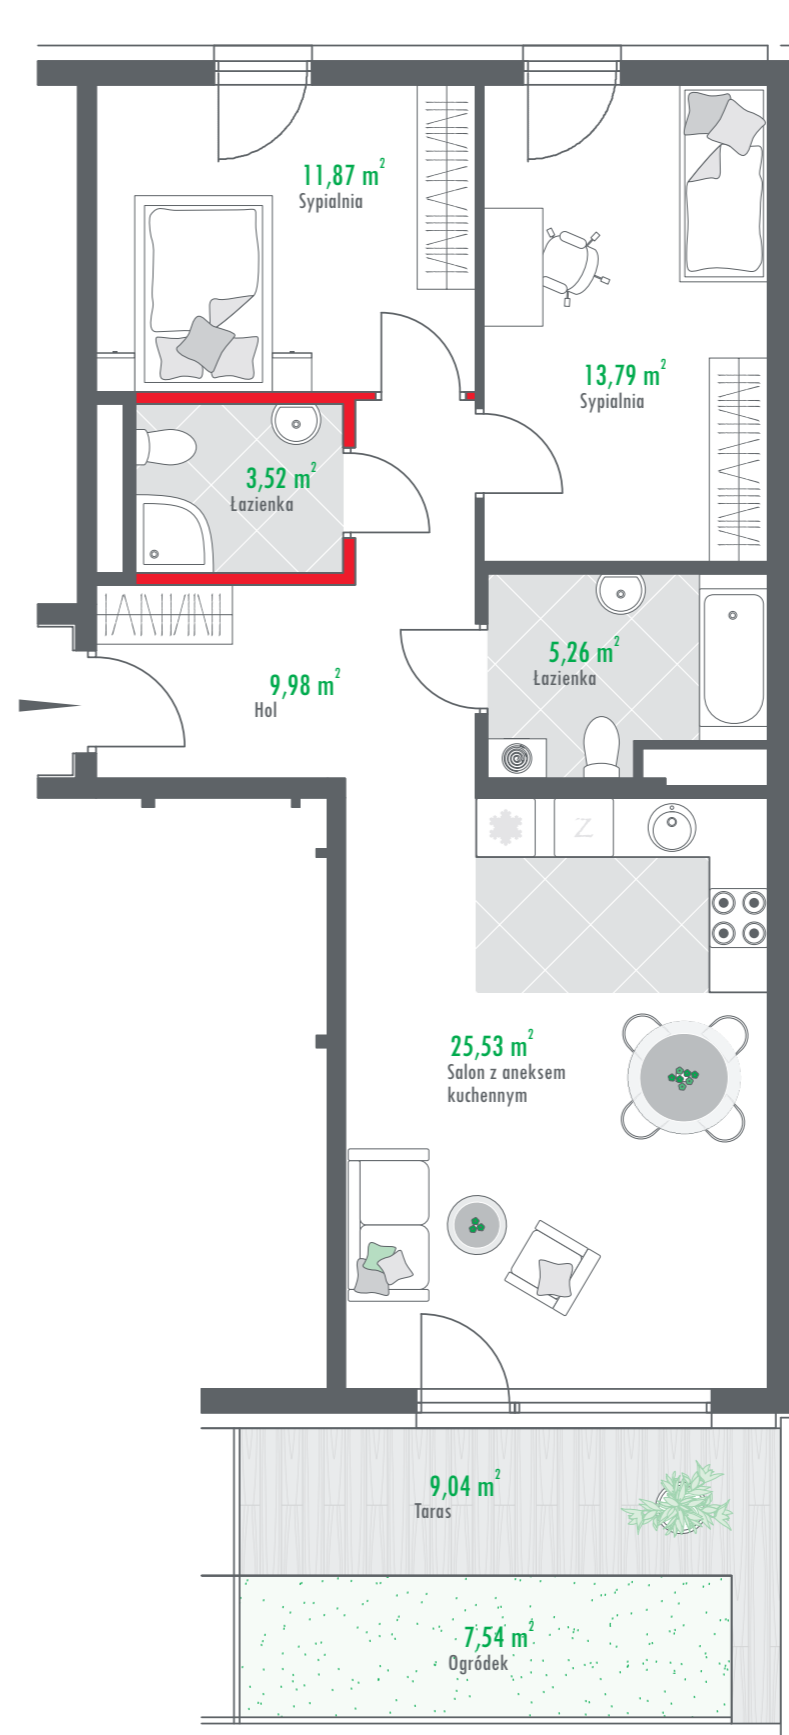 11,87 m²
Sypialnia
13,79 m²
Sypialnia
3,52 m²
Łazienka
5,26 m²
Łazienka
9,98 m²
Hol
Z
25,53 m²
Salon z aneksem
kuchennym
9,04 m²
Taras
7,54 m²
Ogródek